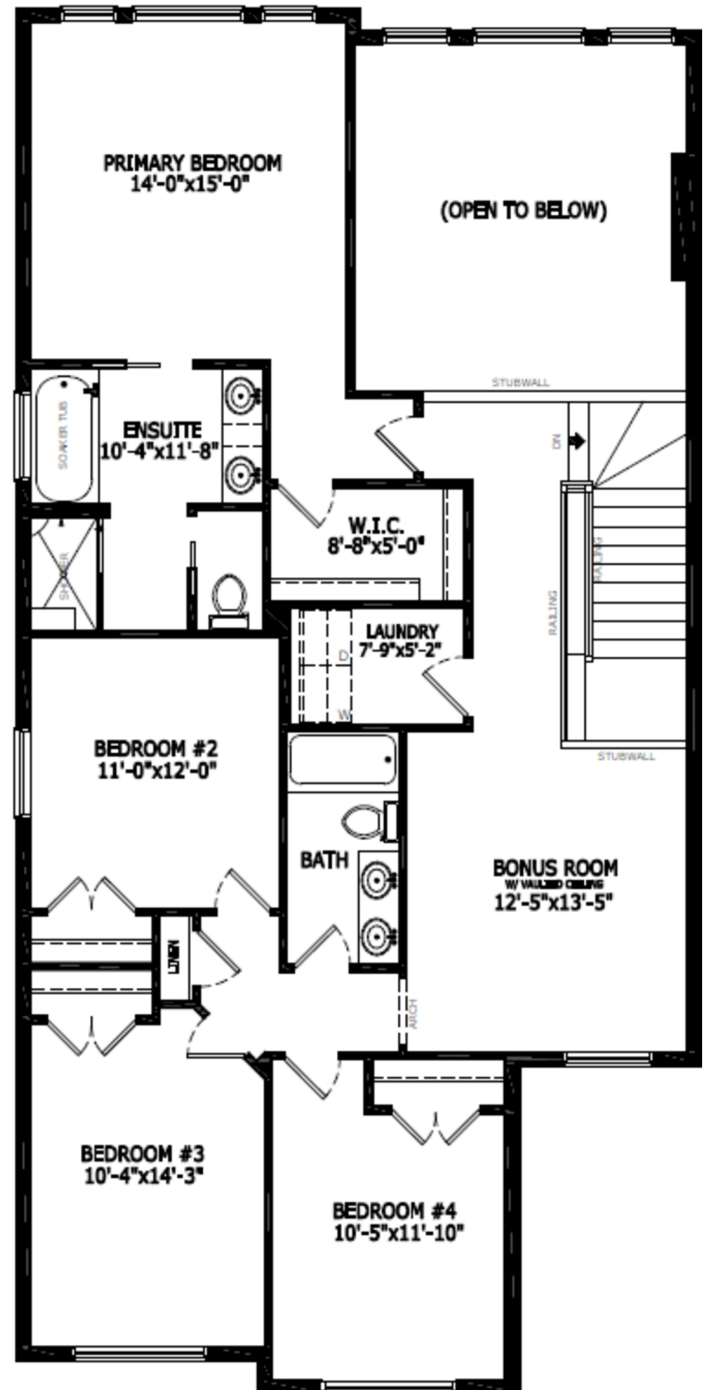 PRIMARY BEDROOM
14'-0"x15'-0"
(OPEN TO BELOW)
STUBWALL
DN
SOAKER TUB
ENSUITE
10'-4"x11'-8"
W.I.C.
8'-8"x5'-0"
SHOWER
RAILING
RAILING
LAUNDRY
7'-9"x5'-2"
D
W
STUBWALL
BEDROOM #2
11'-0"x12'-0"
BATH
BONUS ROOM
W/ VAULTED CEILING
12'-5"x13'-5"
LINEN
ARCH
BEDROOM #3
10'-4"x14'-3"
BEDROOM #4
10'-5"x11'-10"